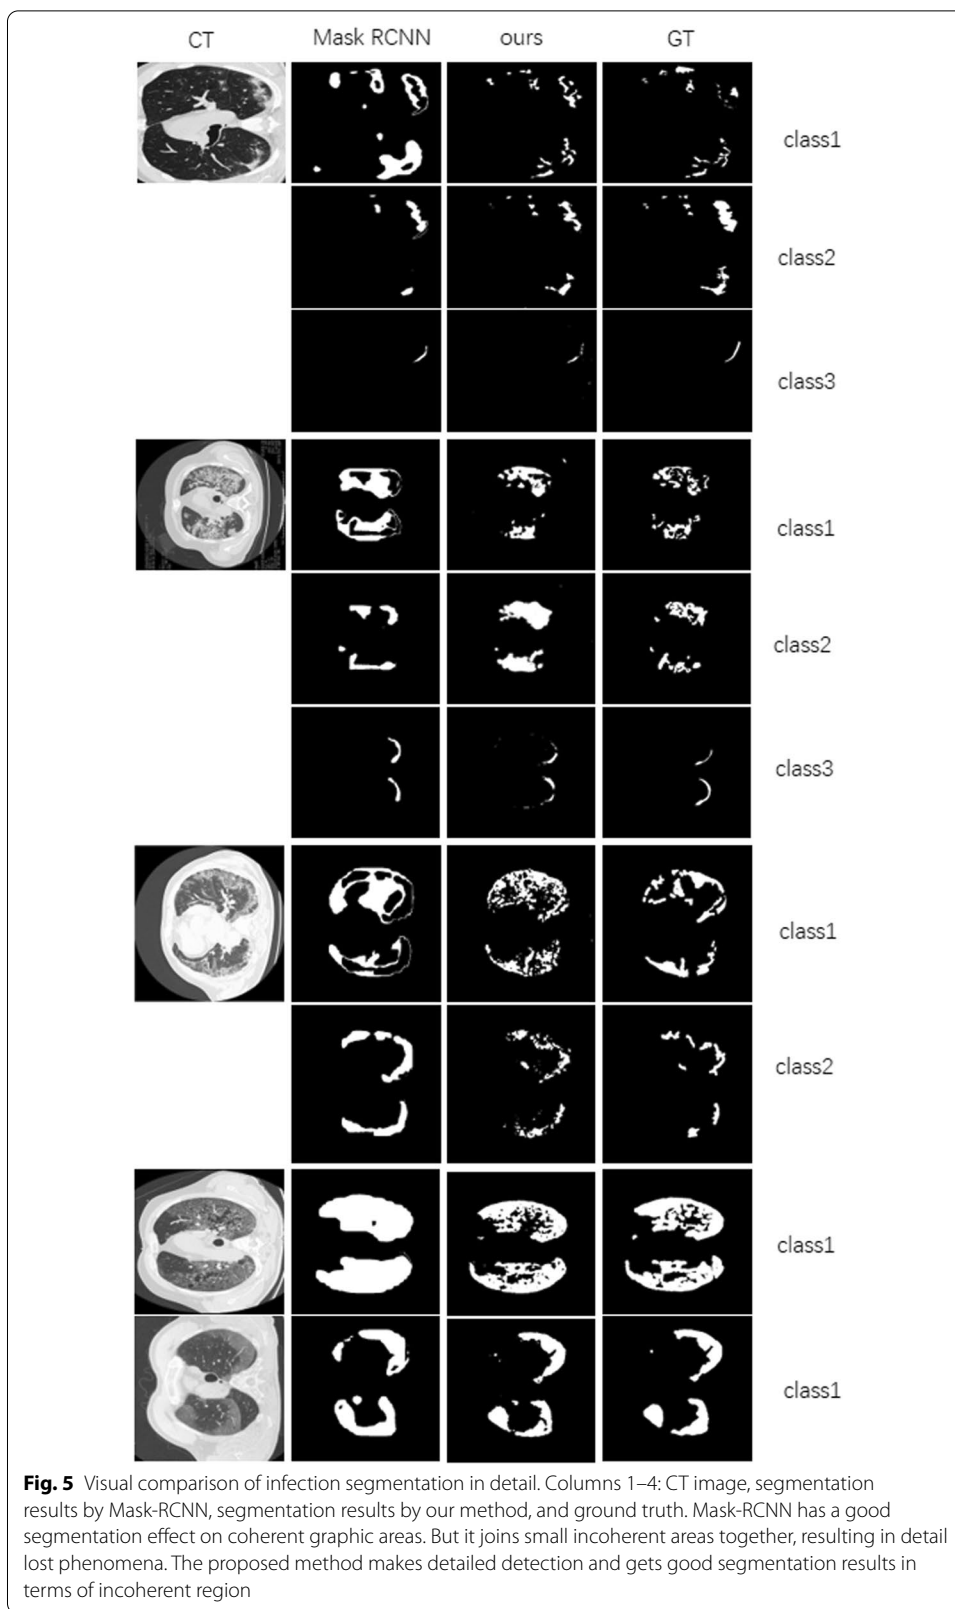 CT Mask RCNN ours GT
class1
class2
class3
class1
class2
class3
class1
class2
class1
class1
Fig. 5 Visual comparison of infection segmentation in detail. Columns 1–4: CT image, segmentation
results by Mask-RCNN, segmentation results by our method, and ground truth. Mask-RCNN has a good
segmentation effect on coherent graphic areas. But it joins small incoherent areas together, resulting in detail
lost phenomena. The proposed method makes detailed detection and gets good segmentation results in
terms of incoherent region